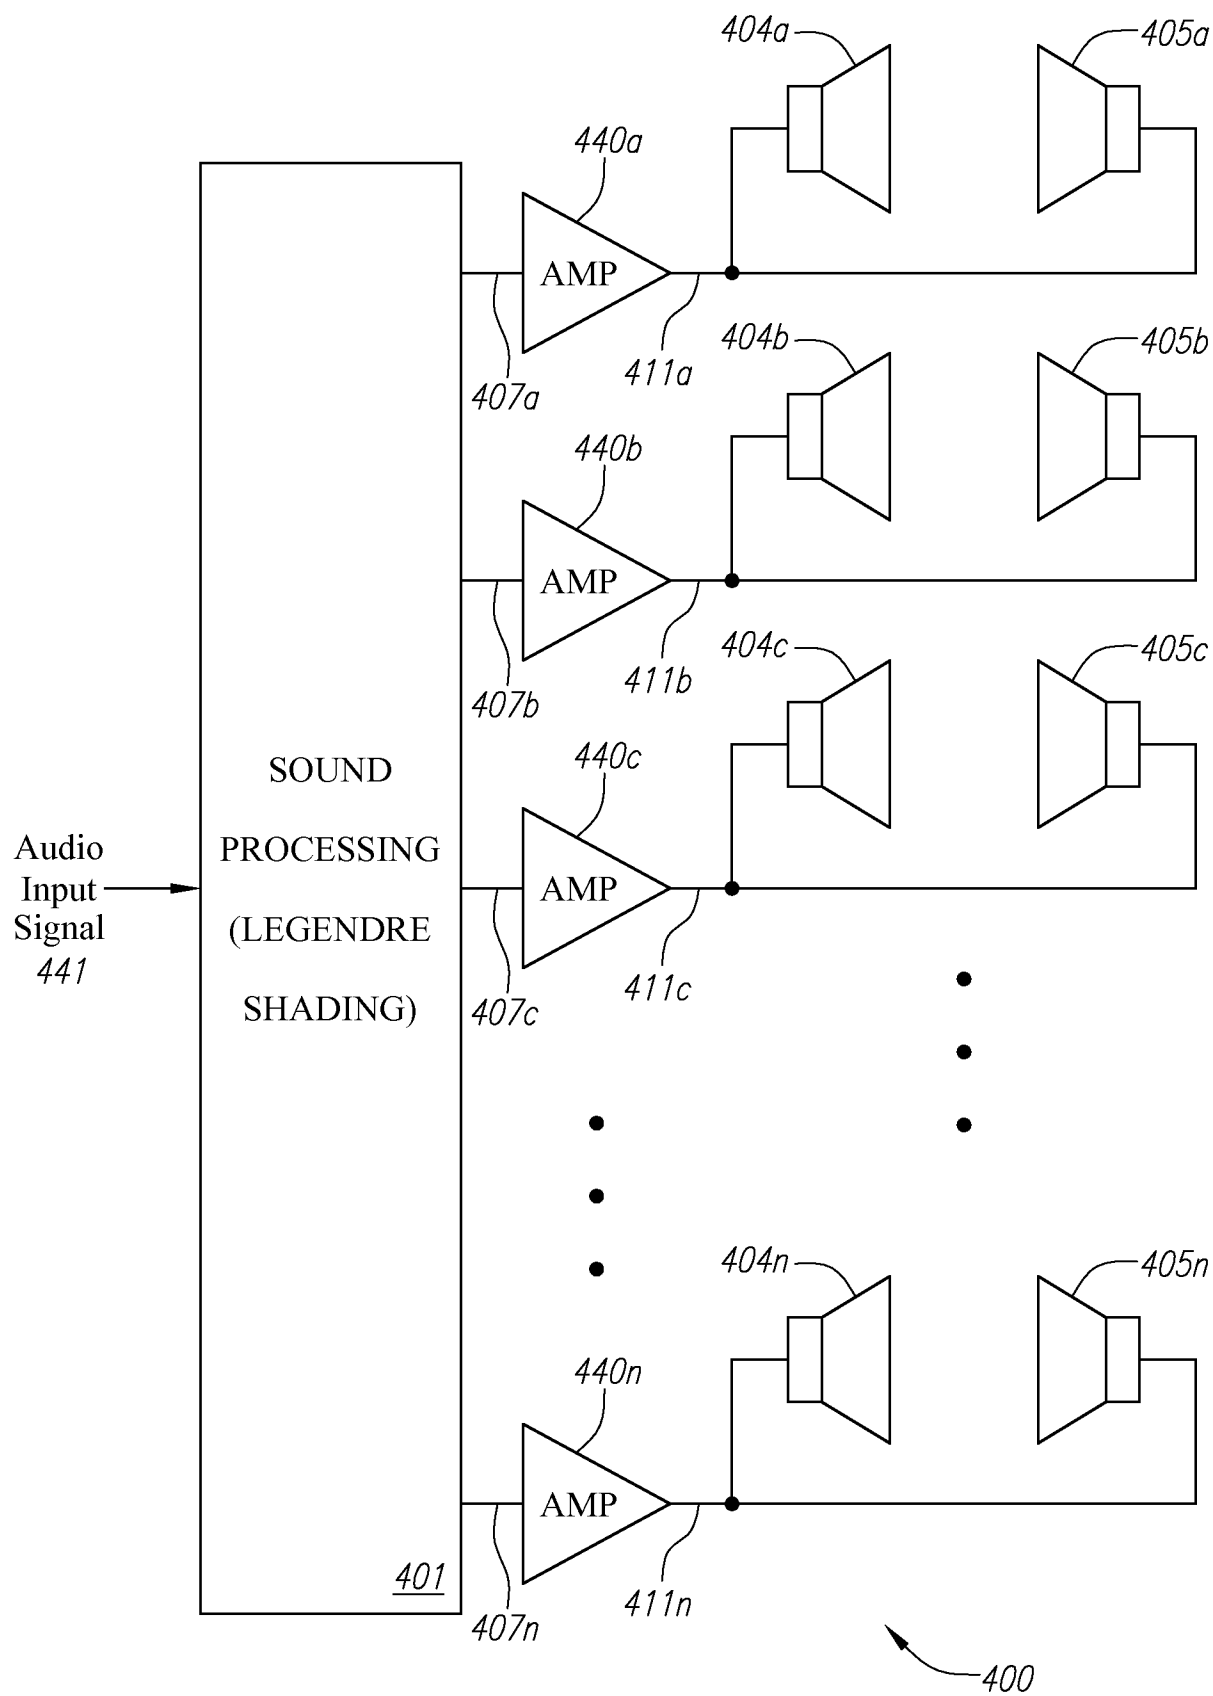 404a
405a
440a
AMP
407a
411a
404b
405b
440b
AMP
407b
411b
404c
405c
440c
AMP
407c
411c
SOUND
PROCESSING
(LEGENDRE
SHADING)
Audio
Input
Signal
441
404n
405n
440n
AMP
401
407n
411n
400